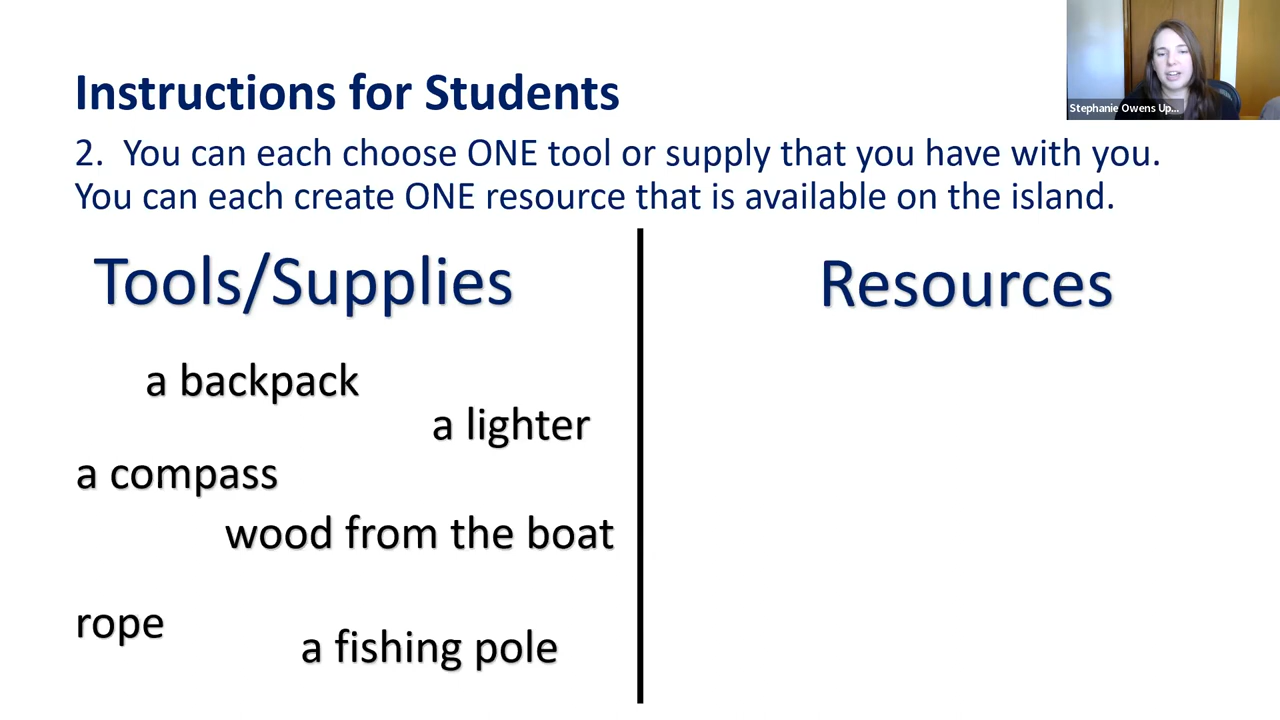 Instructions for Students
Stephanie Owens Up...
2. You can each choose ONE tool or supply that you have with you.
You can each create ONE resource that is available on the island.
Tools/Supplies
Resources
a backpack
a lighter
a compass
wood from the boat
rope
a fishing pole